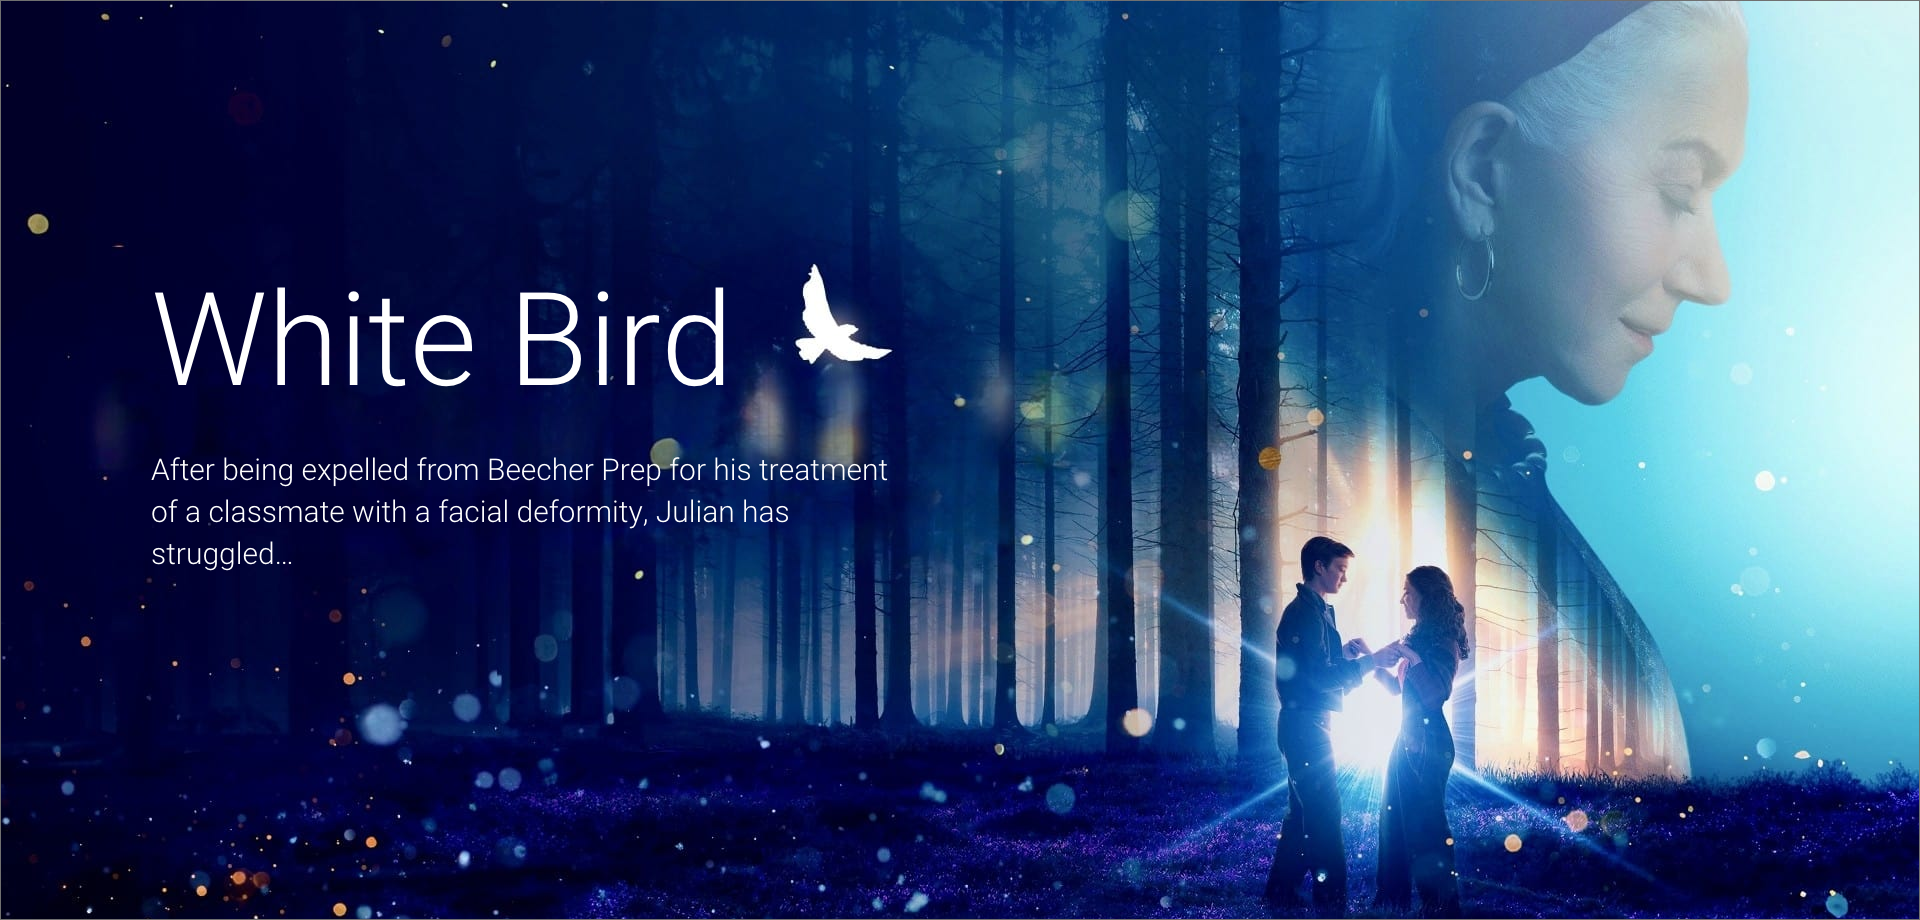 White Bird
After being expelled from Beecher Prep for his treatment
of a classmate with a facial deformity, Julian has
struggled...